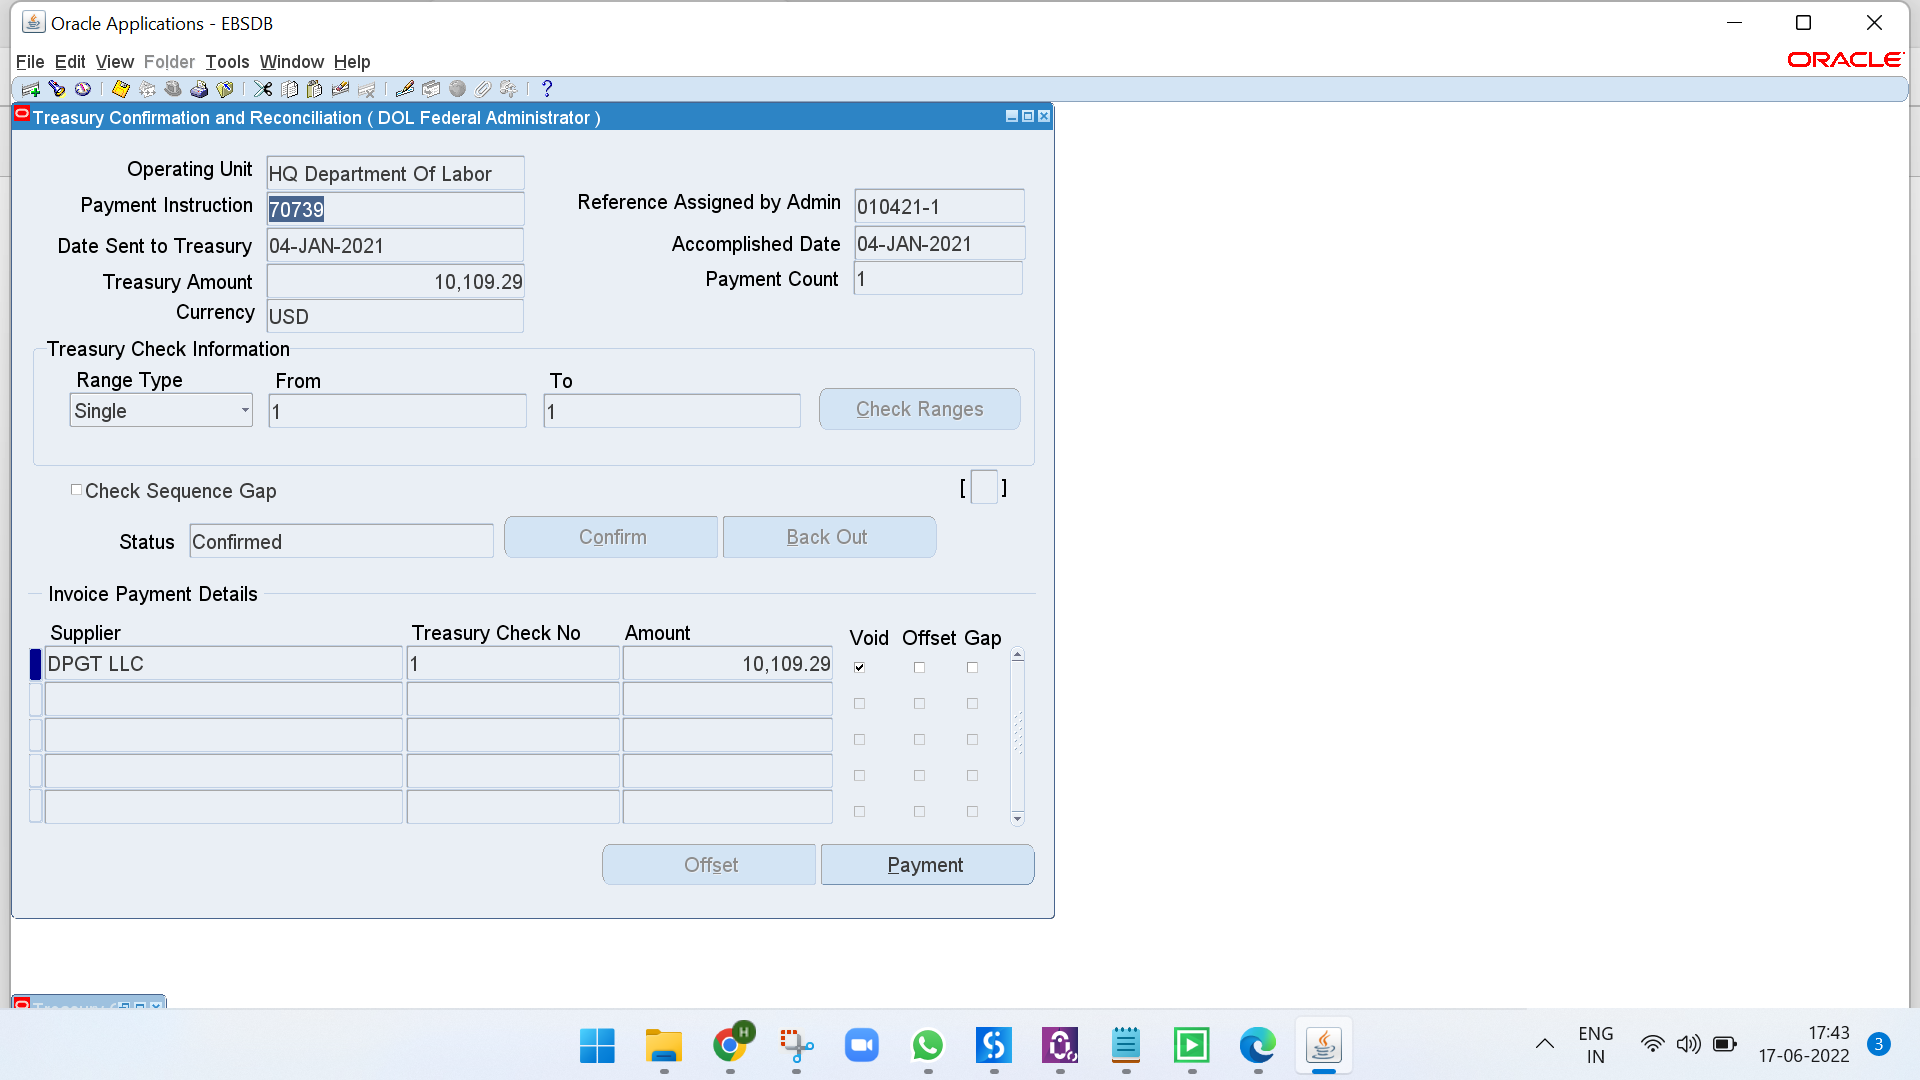 Oracle Applications - EBSDB
File Edit View Folder Tools Window Help
ORACLE
Treasury Confirmation and Reconciliation ( DOL Federal Administrator )
Operating Unit HQ Department Of Labor
Payment Instruction 70739
Reference Assigned by Admin 010421-1
Date Sent to Treasury 04-JAN-2021
Accomplished Date 04-JAN-2021
Treasury Amount 10,109.29
Payment Count 1
Currency USD
Treasury Check Information
Range Type From To
Single 1 1 Check Ranges
Check Sequence Gap [ ]
Status Confirmed Confirm Back Out
Invoice Payment Details
Supplier Treasury Check No Amount Void Offset Gap
DPGT LLC 1 10,109.29
Offset Payment
H
ENG
IN
17:43
17-06-2022
3